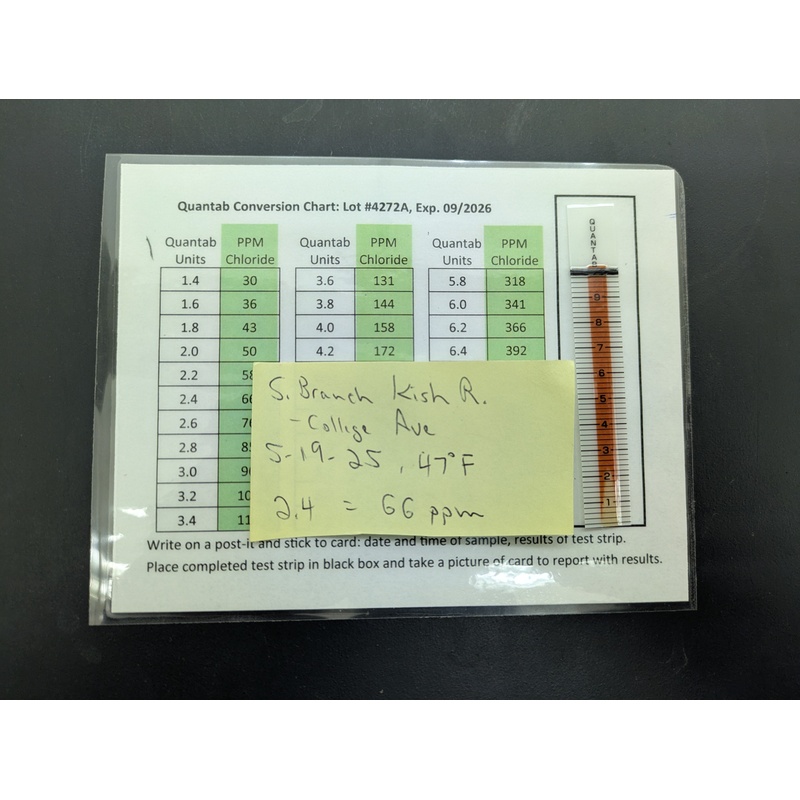 Quantab Conversion Chart: Lot #4272A, Exp. 09/2026
Quantab Units PPM Chloride Quantab Units PPM Chloride Quantab Units PPM Chloride
1.4 30 3.6 131 5.8 318
1.6 36 3.8 144 6.0 341
1.8 43 4.0 158 6.2 366
2.0 50 4.2 172 6.4 392
2.2
2.4
2.6
2.8
3.0
3.2
3.4
S. Branch Kish R.
- College Ave
5-19-25, 47°F
2.4 = 66 ppm
Write on a post-it and stick to card: date and time of sample, results of test strip.
Place completed test strip in black box and take a picture of card to report with results.
QUANTAB
9
8
7
6
5
4
3
2
1